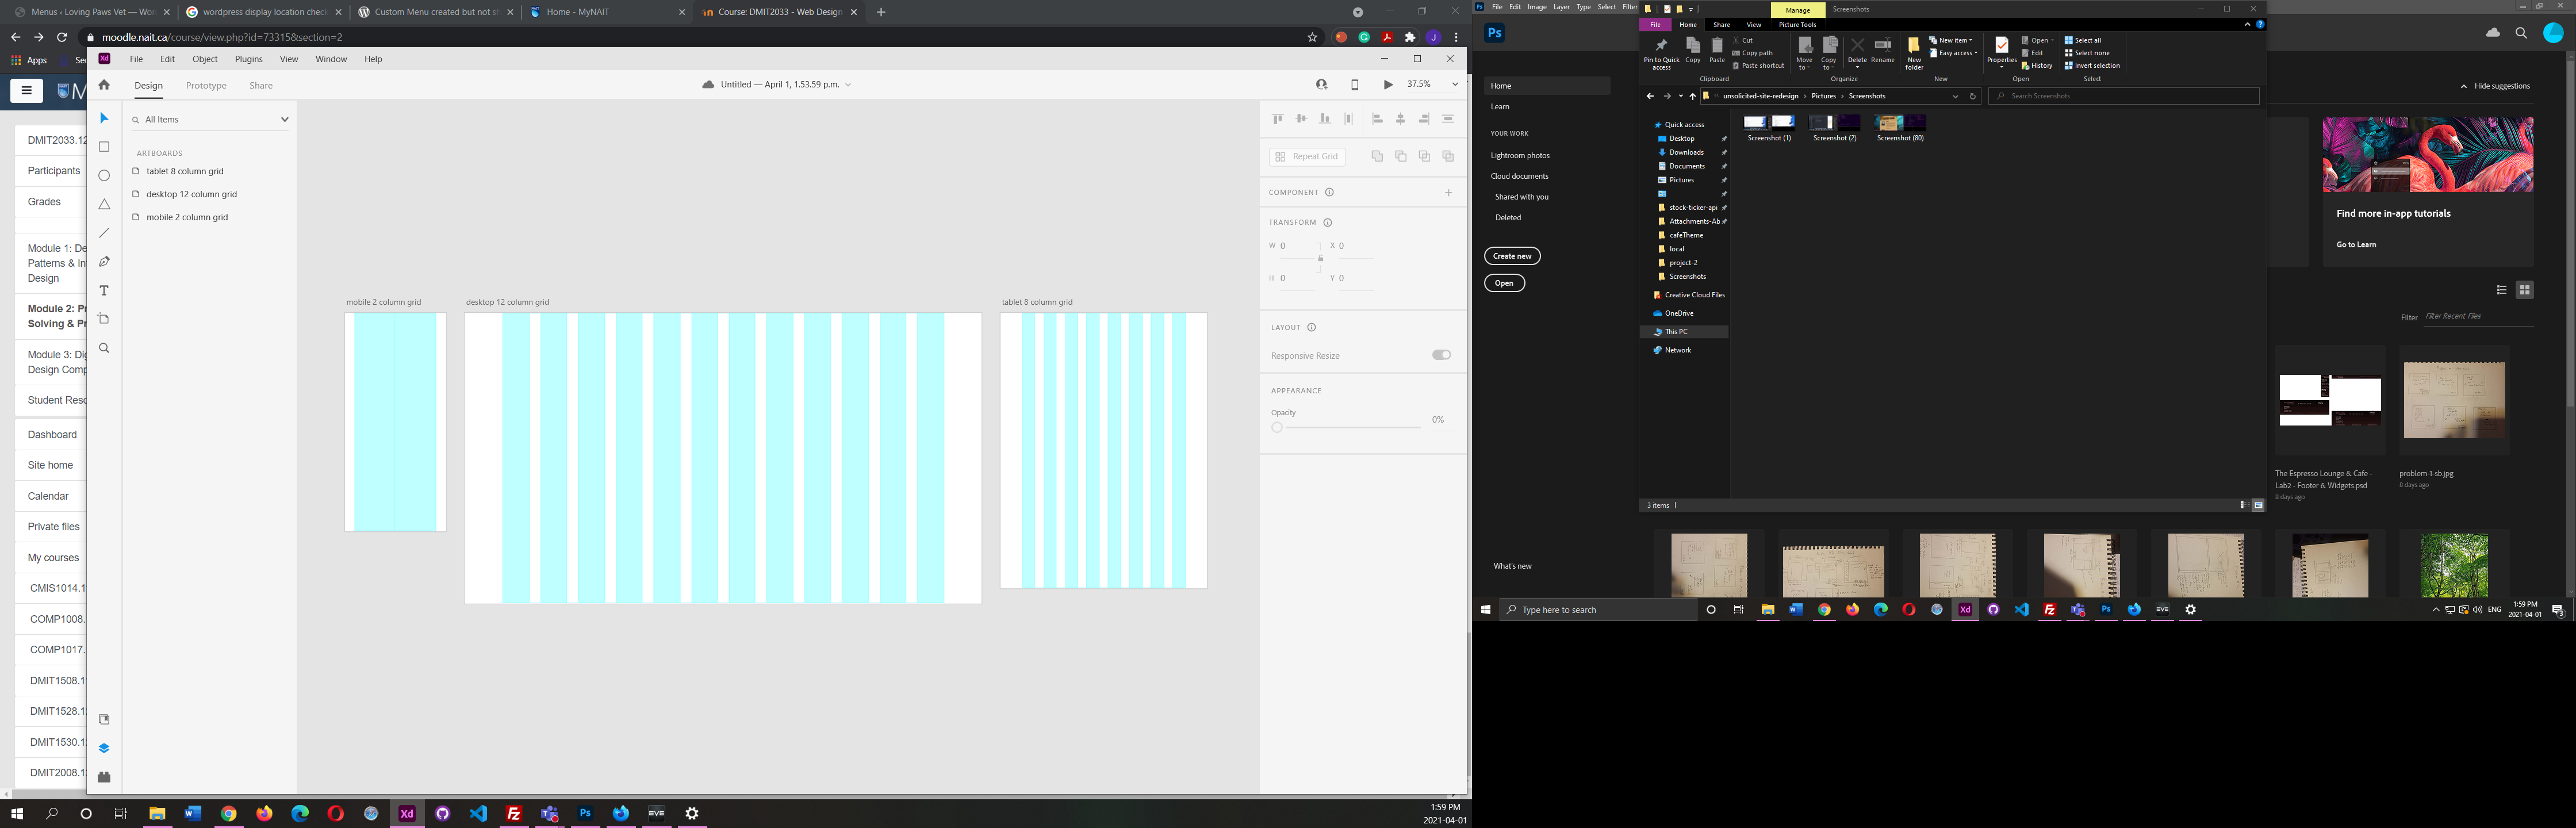 Menus ‹ Loving Paws Vet — Wor
wordpress display location check
Custom Menu created but not sh
Home - MyNAIT
Course: DMIT2033 - Web Design
moodle.nait.ca/course/view.php?id=73315&section=2
Apps
DMIT2033.12
Participants
Grades
Module 1: De
Patterns & In
Design
Module 2: Pr
Solving & Pr
Module 3: Dig
Design Comp
Student Reso
Dashboard
Site home
Calendar
Private files
My courses
CMIS1014.1
COMP1008.
COMP1017.
DMIT1508.1
DMIT1528.1
DMIT1530.1
DMIT2008.1
Xd
File Edit Object Plugins View Window Help
Design Prototype Share
Untitled — April 1, 1.53.59 p.m.
37.5%
All Items
ARTBOARDS
tablet 8 column grid
desktop 12 column grid
mobile 2 column grid
mobile 2 column grid
desktop 12 column grid
tablet 8 column grid
Repeat Grid
COMPONENT
TRANSFORM
W 0 X 0
H 0 Y 0
LAYOUT
Responsive Resize
APPEARANCE
Opacity
0%
1:59 PM
2021-04-01
Ps
File Edit Image Layer Type Select Filter
Ps
Home
Learn
YOUR WORK
Lightroom photos
Cloud documents
Shared with you
Deleted
Create new
Open
What's new
Manage
Screenshots
File Home Share View Picture Tools
Pin to Quick access
Copy
Paste
Cut
Copy path
Paste shortcut
Clipboard
Move to
Copy to
Delete
Rename
Organize
New folder
New item
Easy access
New
Properties
Open
Edit
History
Open
Select all
Select none
Invert selection
Select
unsolicited-site-redesign › Pictures › Screenshots
Search Screenshots
Quick access
Desktop
Downloads
Documents
Pictures
stock-ticker-api
Attachments-Ab
cafeTheme
local
project-2
Screenshots
Creative Cloud Files
OneDrive
This PC
Network
Screenshot (1)
Screenshot (2)
Screenshot (80)
3 items
Hide suggestions
Find more in-app tutorials
Go to Learn
Filter
Filter Recent Files
The Espresso Lounge & Cafe -
Lab2 - Footer & Widgets.psd
8 days ago
problem-1-sb.jpg
8 days ago
Type here to search
ENG
1:59 PM
2021-04-01